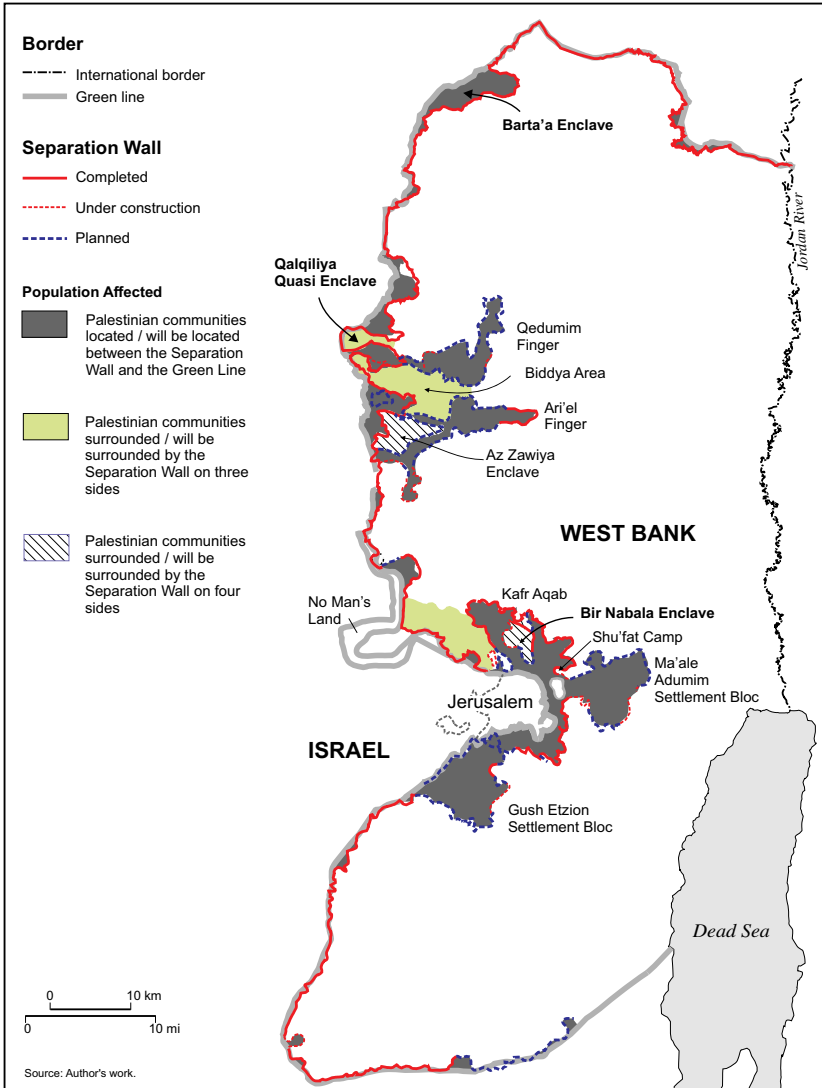 Border
International border
Green line
Separation Wall
Completed
Under construction
Planned
Population Affected
Palestinian communities
located / will be located
between the Separation
Wall and the Green Line
Palestinian communities
surrounded / will be
surrounded by the
Separation Wall on three
sides
Palestinian communities
surrounded / will be
surrounded by the
Separation Wall on four
sides
0 10 km
0 10 mi
Source: Author's work.
Barta'a Enclave
Jordan River
Qalqiliya
Quasi Enclave
Qedumim
Finger
Biddya Area
Ari'el
Finger
Az Zawiya
Enclave
WEST BANK
No Man's
Land
Kafr Aqab
Bir Nabala Enclave
Shu'fat Camp
Ma'ale
Adumim
Settlement Bloc
Jerusalem
ISRAEL
Gush Etzion
Settlement Bloc
Dead Sea